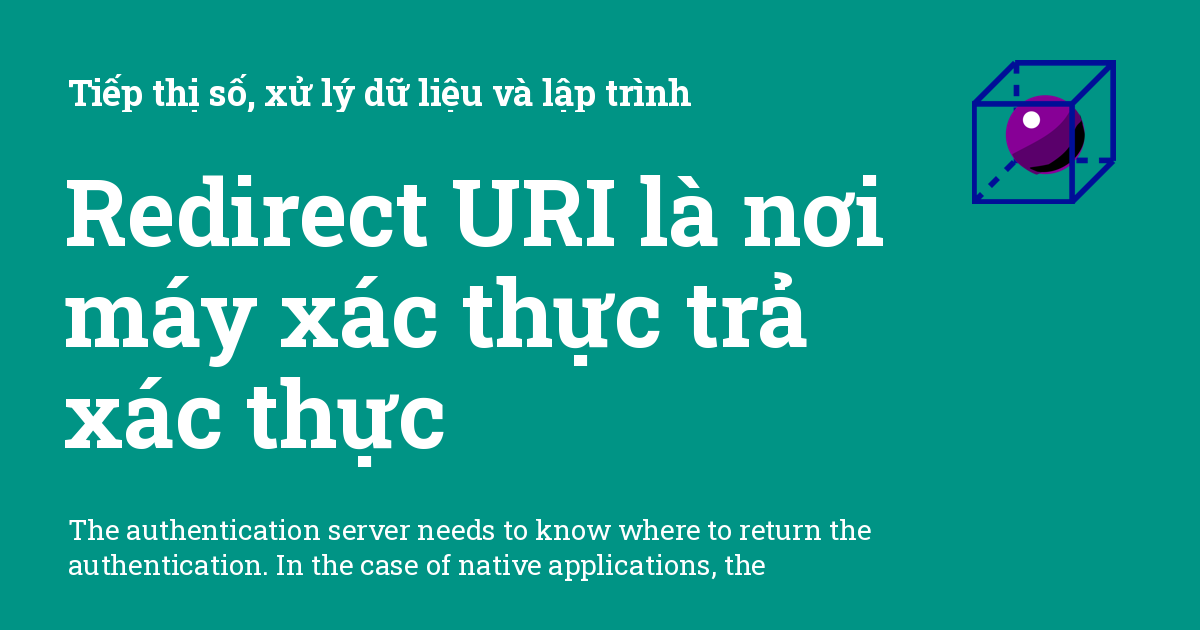 Tiếp thị số, xử lý dữ liệu và lập trình
Redirect URI là nơi
máy xác thực trả
xác thực
The authentication server needs to know where to return the
authentication. In the case of native applications, the